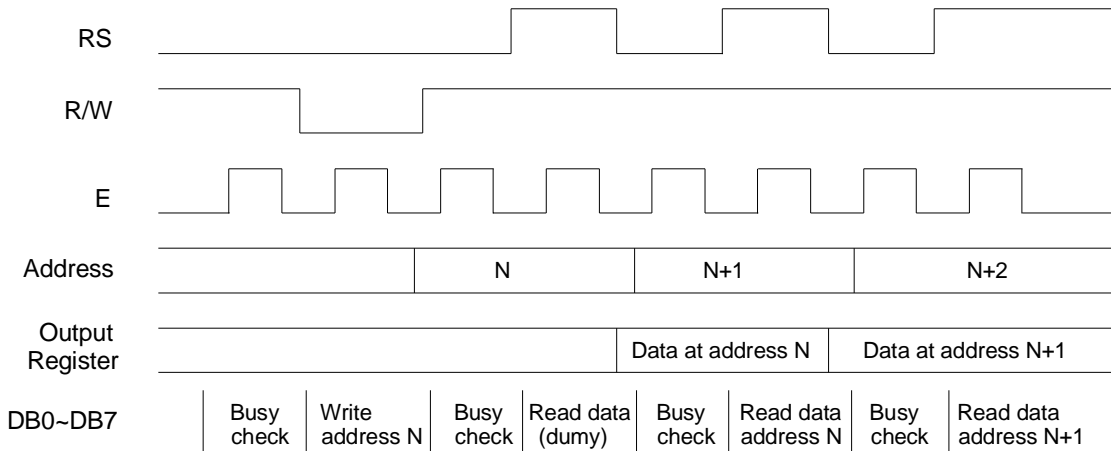 RS
R/W
E
Address
N
N+1
N+2
Output
Register
Data at address N
Data at address N+1
DB0~DB7
Busy
check
Write
address N
Busy
check
Read data
(dumy)
Busy
check
Read data
address N
Busy
check
Read data
address N+1